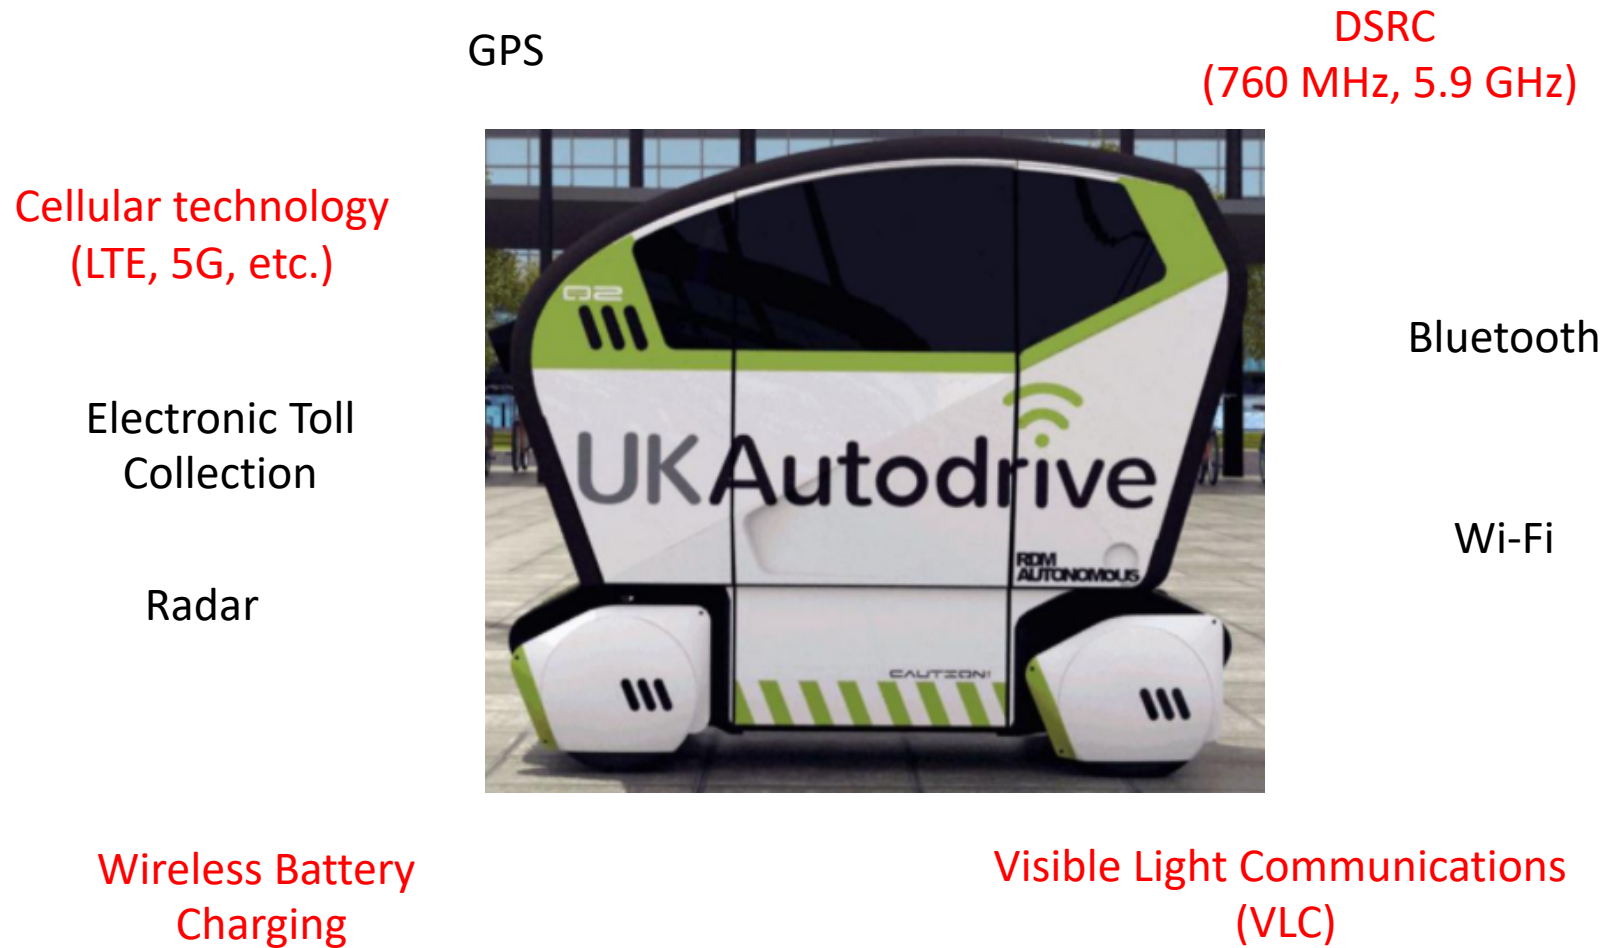 GPS
DSRC
(760 MHz, 5.9 GHz)
Cellular technology
(LTE, 5G, etc.)
02
Bluetooth
Electronic Toll
Collection
UKAutodrive
Wi-Fi
RDM
AUTONOMOUS
Radar
CAUTION!
Wireless Battery
Charging
Visible Light Communications
(VLC)